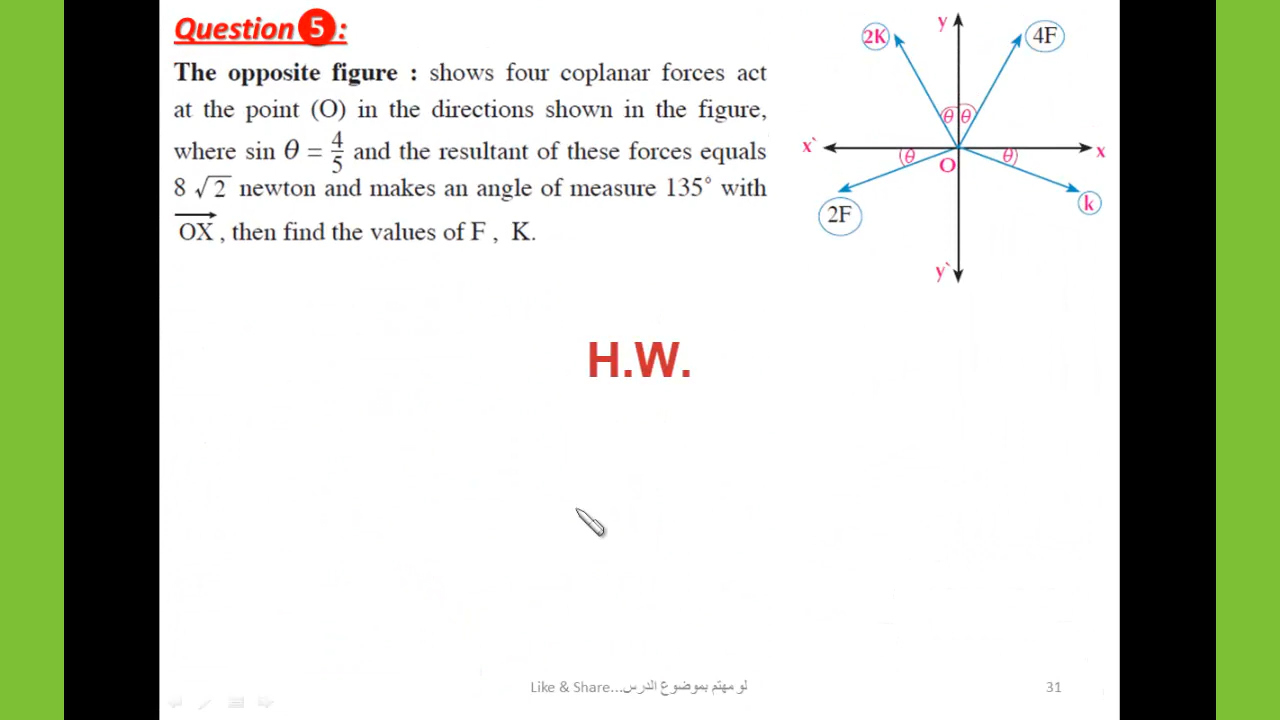 Question 5 :
The opposite figure : shows four coplanar forces act
at the point (O) in the directions shown in the figure,
where sin θ = 4/5 and the resultant of these forces equals
8 √2 newton and makes an angle of measure 135° with
OX , then find the values of F , K.
y
2K
4F
θ θ
x`
x
θ
θ
O
2F
k
y`
H.W.
Like & Share...لو مهتم بموضوع الدرس
31